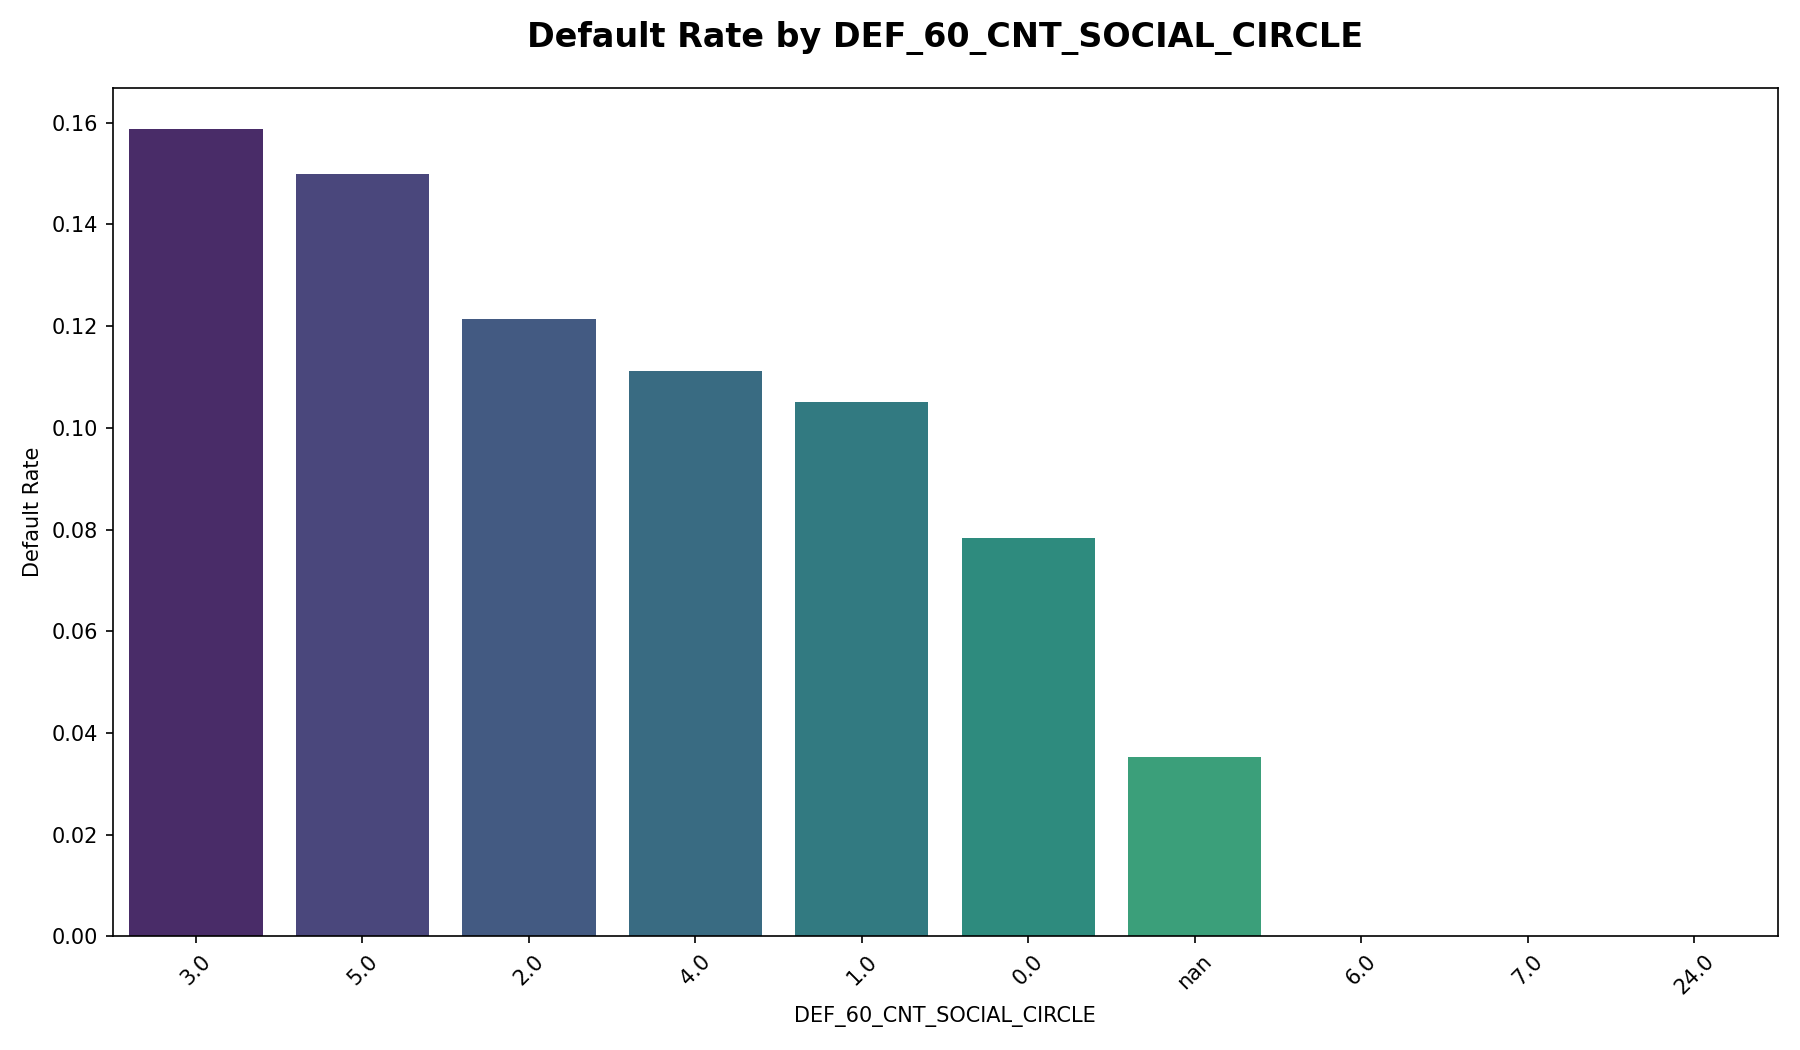 Default Rate by DEF_60_CNT_SOCIAL_CIRCLE
Default Rate
0.16
0.14
0.12
0.10
0.08
0.06
0.04
0.02
0.00
3.0 5.0 2.0 4.0 1.0 0.0 nan 6.0 7.0 24.0
DEF_60_CNT_SOCIAL_CIRCLE